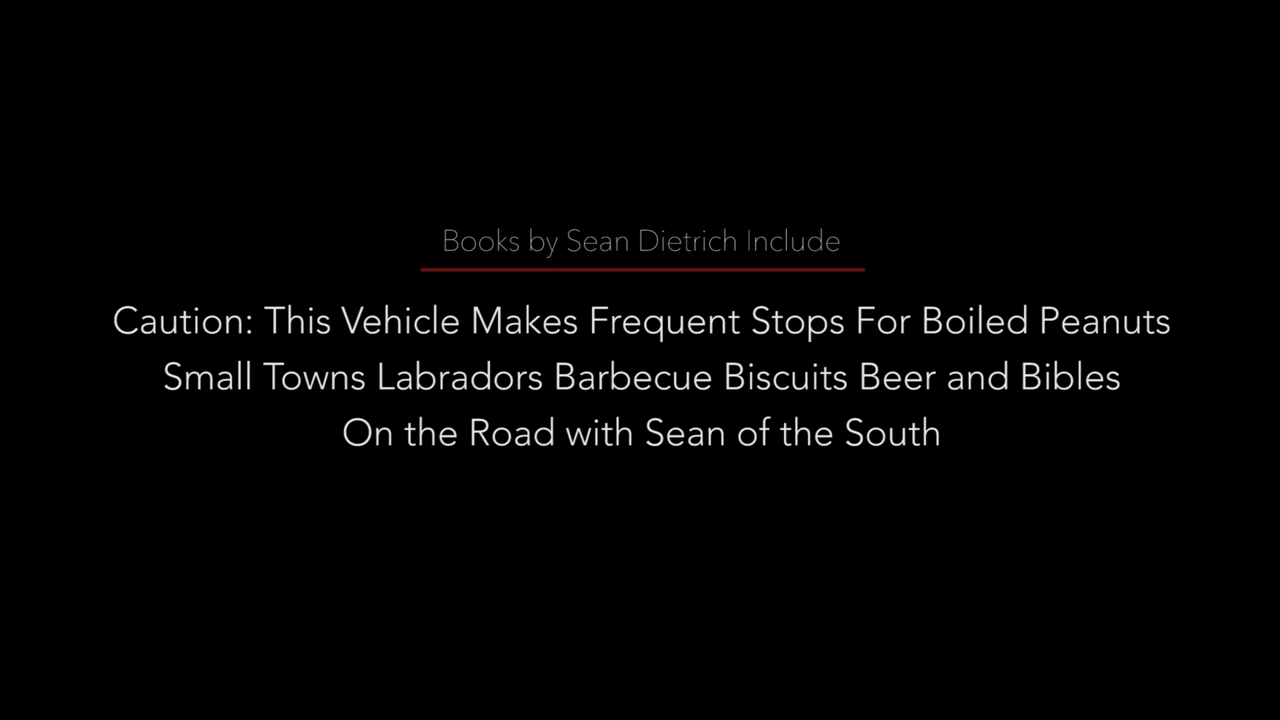 Books by Sean Dietrich Include
Caution: This Vehicle Makes Frequent Stops For Boiled Peanuts
Small Towns Labradors Barbecue Biscuits Beer and Bibles
On the Road with Sean of the South